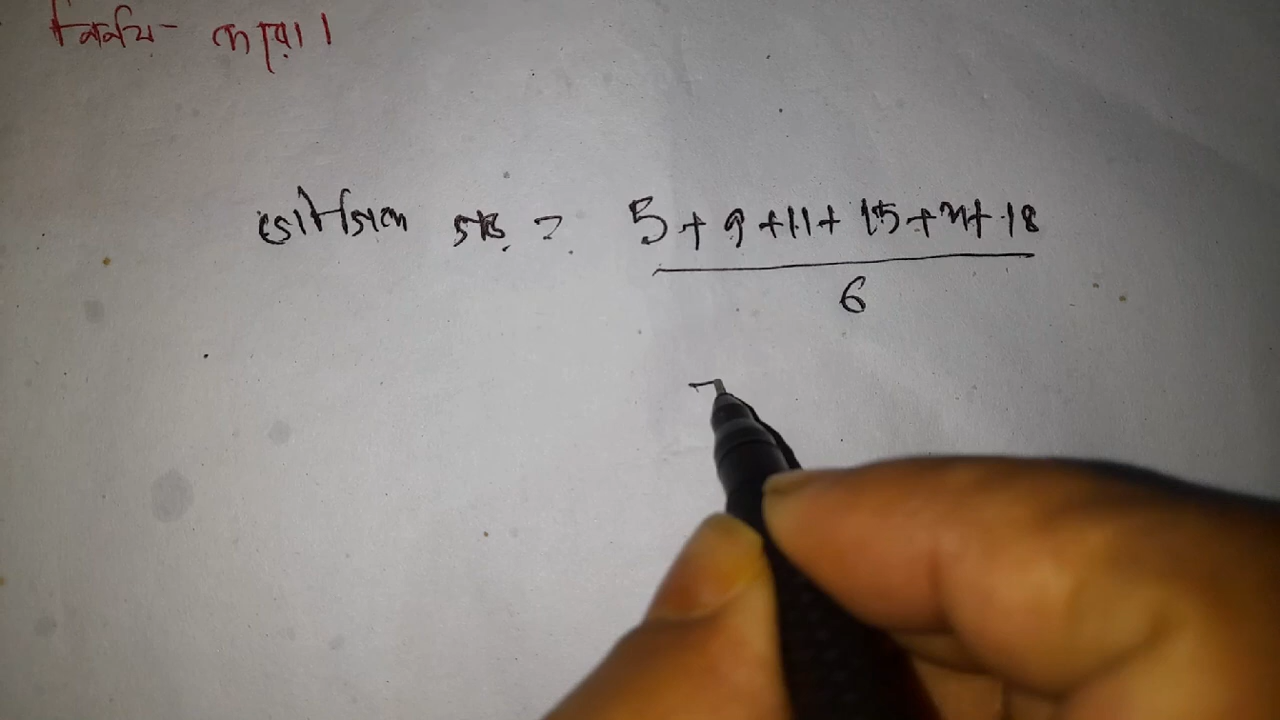 নির্ণয় করো।
যৌগিক গড় = 5 + 9 + 11 + 15 + x + 18
6